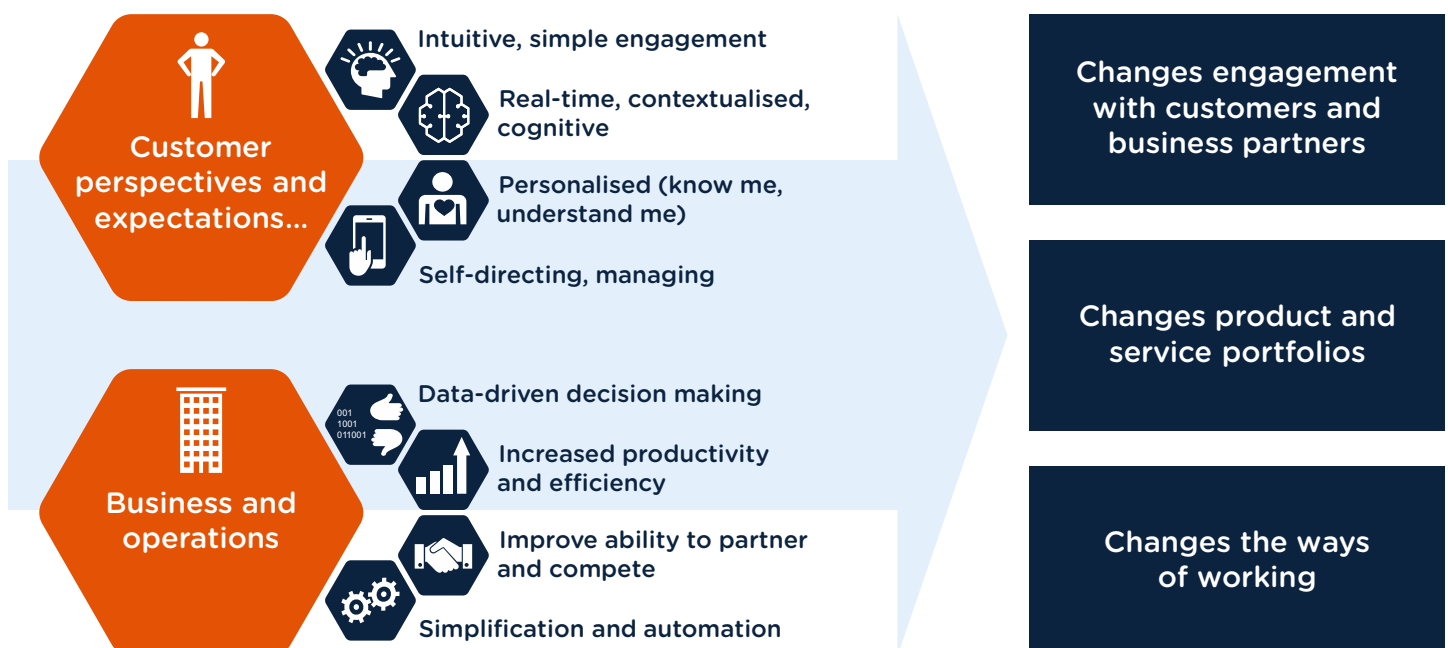 Customer
perspectives and
expectations...
Intuitive, simple engagement
Real-time, contextualised,
cognitive
Personalised (know me,
understand me)
Self-directing, managing
Business and
operations
001
1001
011001
Data-driven decision making
Increased productivity
and efficiency
Improve ability to partner
and compete
Simplification and automation
Changes engagement
with customers and
business partners
Changes product and
service portfolios
Changes the ways
of working